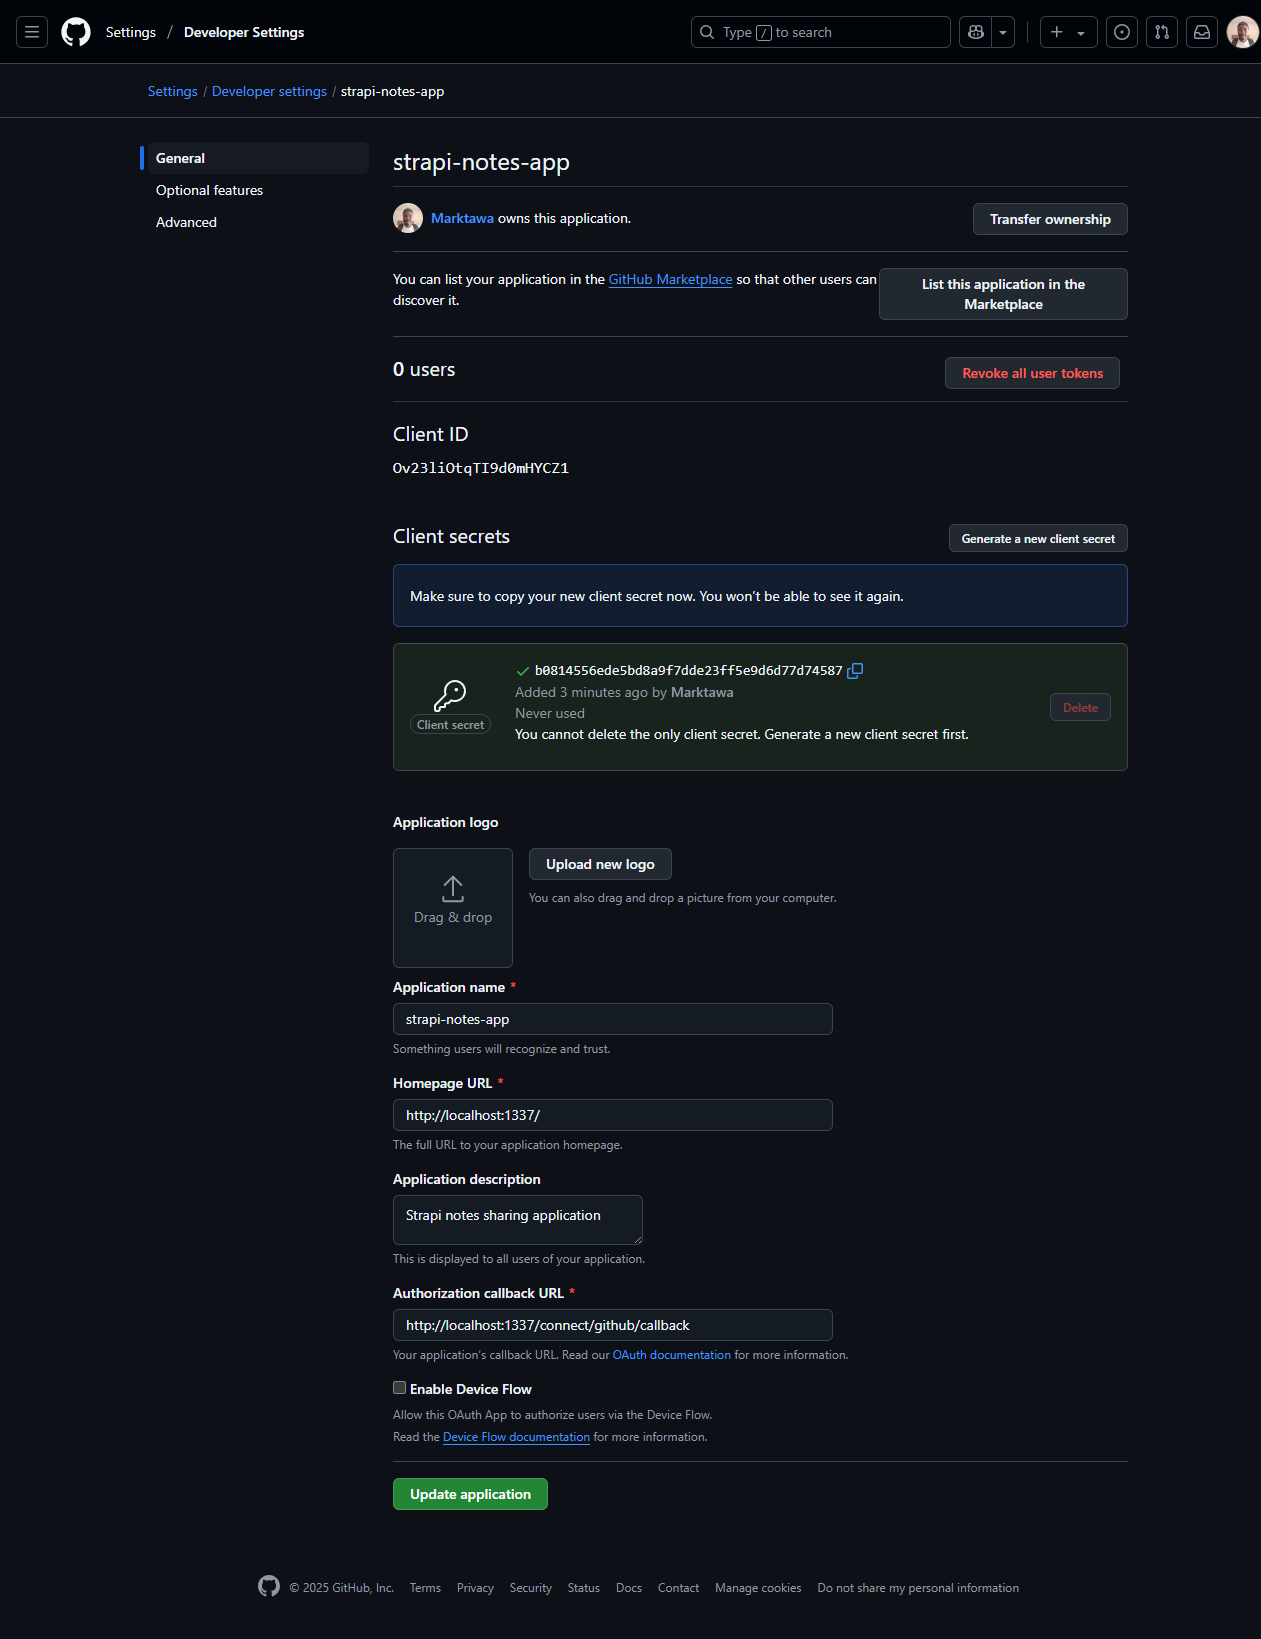 Settings / Developer Settings
Type / to search
Settings / Developer settings / strapi-notes-app
General
Optional features
Advanced
strapi-notes-app
Marktawa owns this application.
Transfer ownership
You can list your application in the GitHub Marketplace so that other users can
discover it.
List this application in the
Marketplace
0 users
Revoke all user tokens
Client ID
Ov23liOtqTI9d0mHYCZ1
Client secrets
Generate a new client secret
Make sure to copy your new client secret now. You won’t be able to see it again.
b0814556ede5bd8a9f7dde23ff5e9d6d77d74587
Added 3 minutes ago by Marktawa
Never used
You cannot delete the only client secret. Generate a new client secret first.
Client secret
Delete
Application logo
Drag & drop
Upload new logo
You can also drag and drop a picture from your computer.
Application name *
strapi-notes-app
Something users will recognize and trust.
Homepage URL *
http://localhost:1337/
The full URL to your application homepage.
Application description
Strapi notes sharing application
This is displayed to all users of your application.
Authorization callback URL *
http://localhost:1337/connect/github/callback
Your application’s callback URL. Read our OAuth documentation for more information.
Enable Device Flow
Allow this OAuth App to authorize users via the Device Flow.
Read the Device Flow documentation for more information.
Update application
© 2025 GitHub, Inc. Terms Privacy Security Status Docs Contact Manage cookies Do not share my personal information